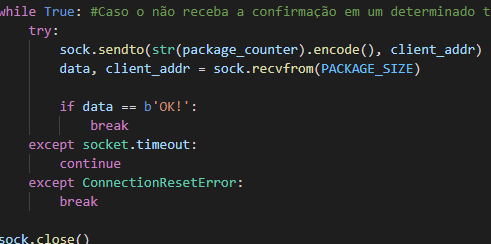 while True: #Caso o não receba a confirmação em um determinado t
try:
sock.sendto(str(package_counter).encode(), client_addr)
data, client_addr = sock.recvfrom(PACKAGE_SIZE)
if data == b'OK!':
break
except socket.timeout:
continue
except ConnectionResetError:
break
sock.close()